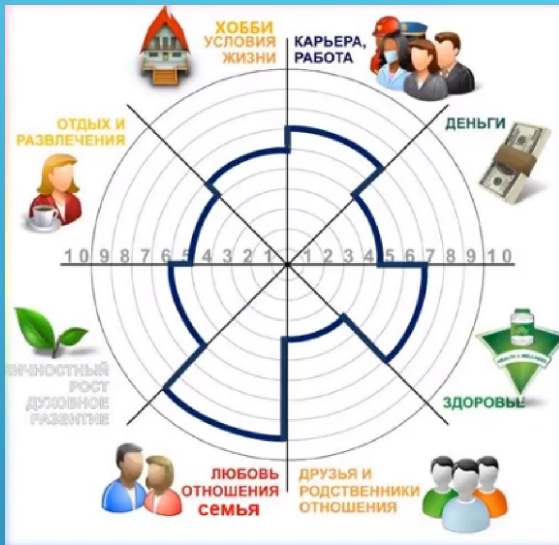 ХОББИ
УСЛОВИЯ
ЖИЗНИ
КАРЬЕРА,
РАБОТА
ОТДЫХ И
РАЗВЛЕЧЕНИЯ
ДЕНЬГИ
10 9 8 7 6 5 4 3 2 1 1 2 3 4 5 6 7 8 9 10
ЛИЧНОСТНЫЙ
РОСТ
ДУХОВНОЕ
РАЗВИТИЕ
HEALTH & WELLNESS
ЗДОРОВЬЕ
ЛЮБОВЬ
ОТНОШЕНИЯ
семья
ДРУЗЬЯ И
РОДСТВЕННИКИ
ОТНОШЕНИЯ